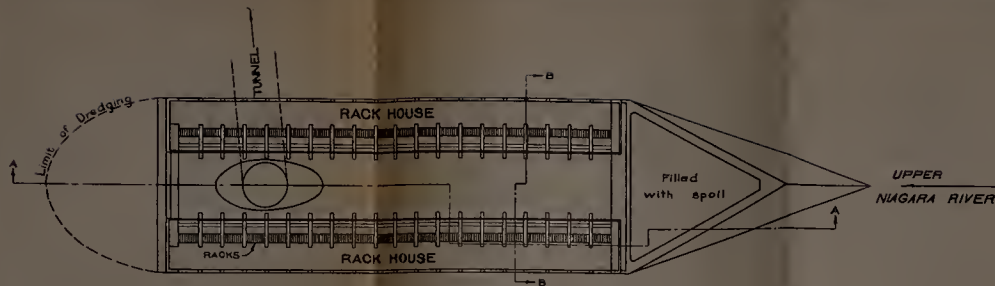 TUNNEL
B
RACK HOUSE
Limit of Dredging
A
Filled
with spoil
UPPER
NIAGARA RIVER
A
RACKS
RACK HOUSE
B